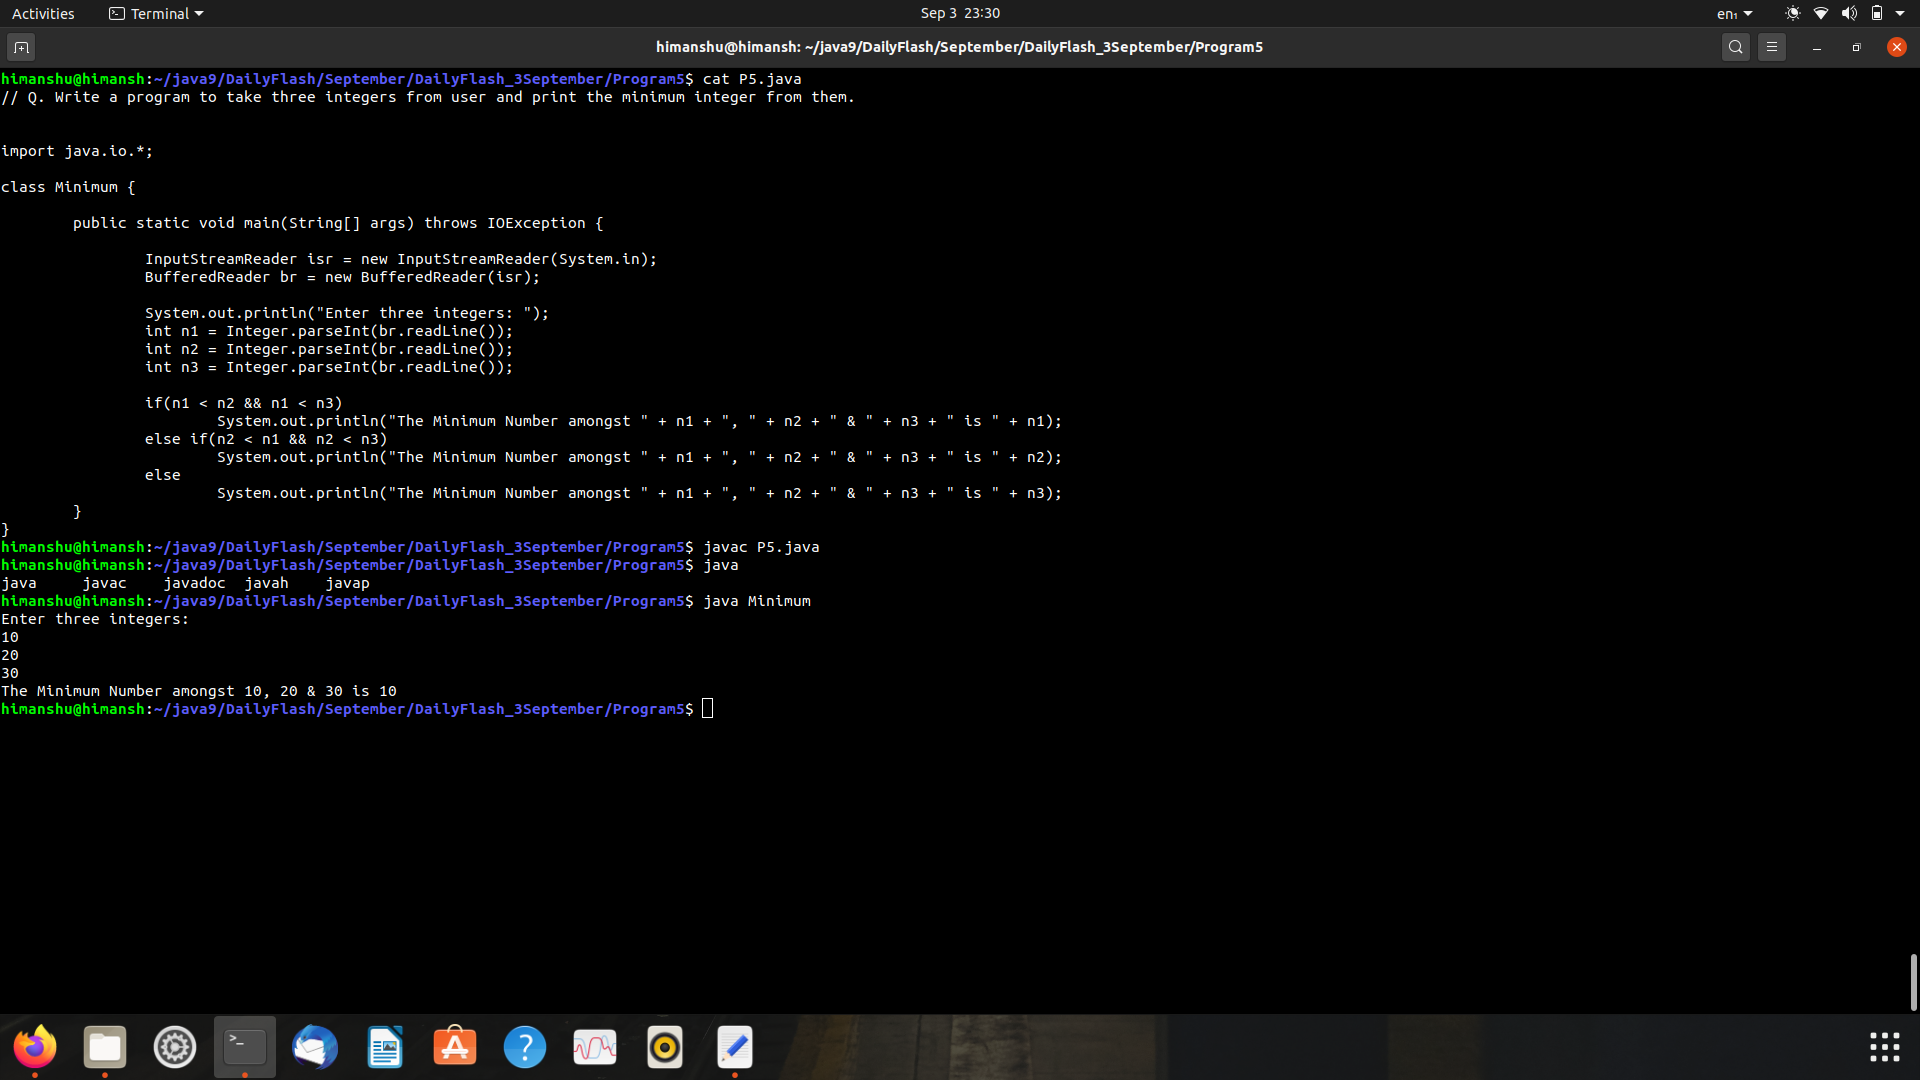 Activities Terminal Sep 3 23:30 en₁
himanshu@himansh: ~/java9/DailyFlash/September/DailyFlash_3September/Program5
himanshu@himansh:~/java9/DailyFlash/September/DailyFlash_3September/Program5$ cat P5.java
// Q. Write a program to take three integers from user and print the minimum integer from them.
import java.io.*;
class Minimum {
        public static void main(String[] args) throws IOException {
                InputStreamReader isr = new InputStreamReader(System.in);
                BufferedReader br = new BufferedReader(isr);
                System.out.println("Enter three integers: ");
                int n1 = Integer.parseInt(br.readLine());
                int n2 = Integer.parseInt(br.readLine());
                int n3 = Integer.parseInt(br.readLine());
                if(n1 < n2 && n1 < n3)
                        System.out.println("The Minimum Number amongst " + n1 + ", " + n2 + " & " + n3 + " is " + n1);
                else if(n2 < n1 && n2 < n3)
                        System.out.println("The Minimum Number amongst " + n1 + ", " + n2 + " & " + n3 + " is " + n2);
                else
                        System.out.println("The Minimum Number amongst " + n1 + ", " + n2 + " & " + n3 + " is " + n3);
        }
}
himanshu@himansh:~/java9/DailyFlash/September/DailyFlash_3September/Program5$ javac P5.java
himanshu@himansh:~/java9/DailyFlash/September/DailyFlash_3September/Program5$ java
java     javac    javadoc  javah    javap
himanshu@himansh:~/java9/DailyFlash/September/DailyFlash_3September/Program5$ java Minimum
Enter three integers:
10
20
30
The Minimum Number amongst 10, 20 & 30 is 10
himanshu@himansh:~/java9/DailyFlash/September/DailyFlash_3September/Program5$